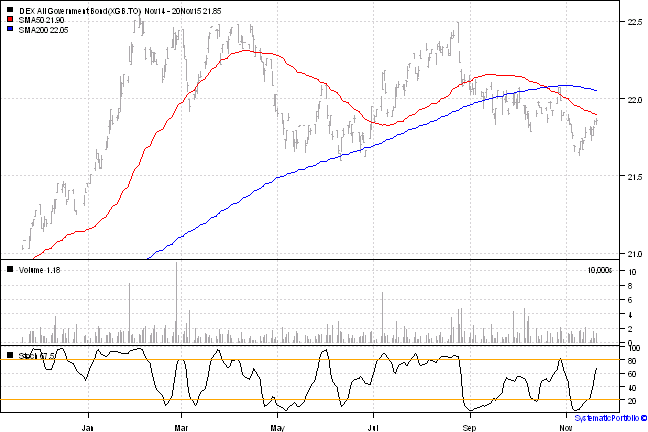 DEX All Government Bond(XGB.TO) Nov14 - 20Nov15 21.85
SMA50 21.90
SMA200 22.05
22.5
22.0
21.5
21.0
Volume 1.18
10,000s
10
8
6
4
2
0
Stoch 67.5
100
80
60
40
20
Jan
Mar
May
Jul
Sep
Nov
SystematicPortfolio ©